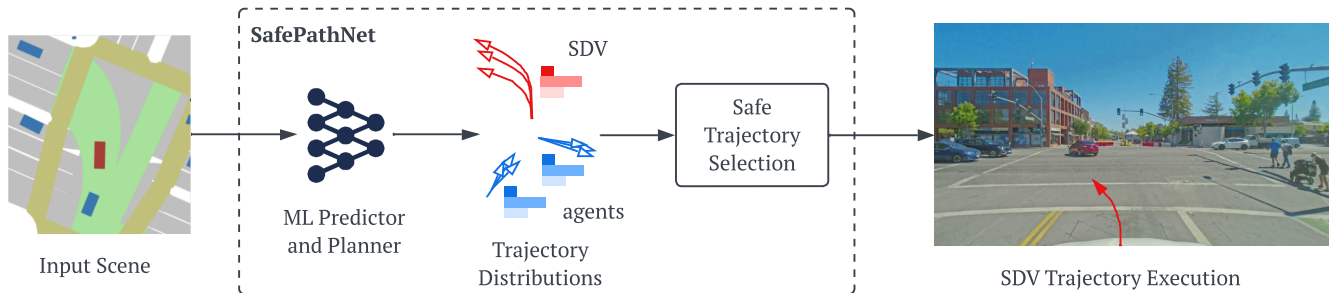 SafePathNet
SDV
Safe
Trajectory
Selection
agents
ML Predictor
and Planner
Trajectory
Distributions
Input Scene
SDV Trajectory Execution